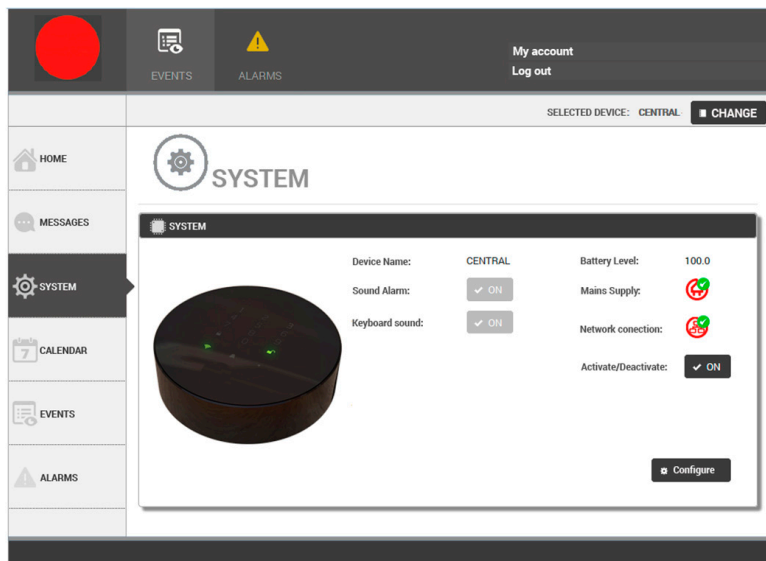 EVENTS
ALARMS
My account
Log out
SELECTED DEVICE: CENTRAL
CHANGE
HOME
MESSAGES
SYSTEM
7
CALENDAR
EVENTS
ALARMS
SYSTEM
SYSTEM
Device Name: CENTRAL
Battery Level: 100.0
Sound Alarm: ON
Mains Supply:
Keyboard sound: ON
Network conection:
Activate/Deactivate: ON
Configure